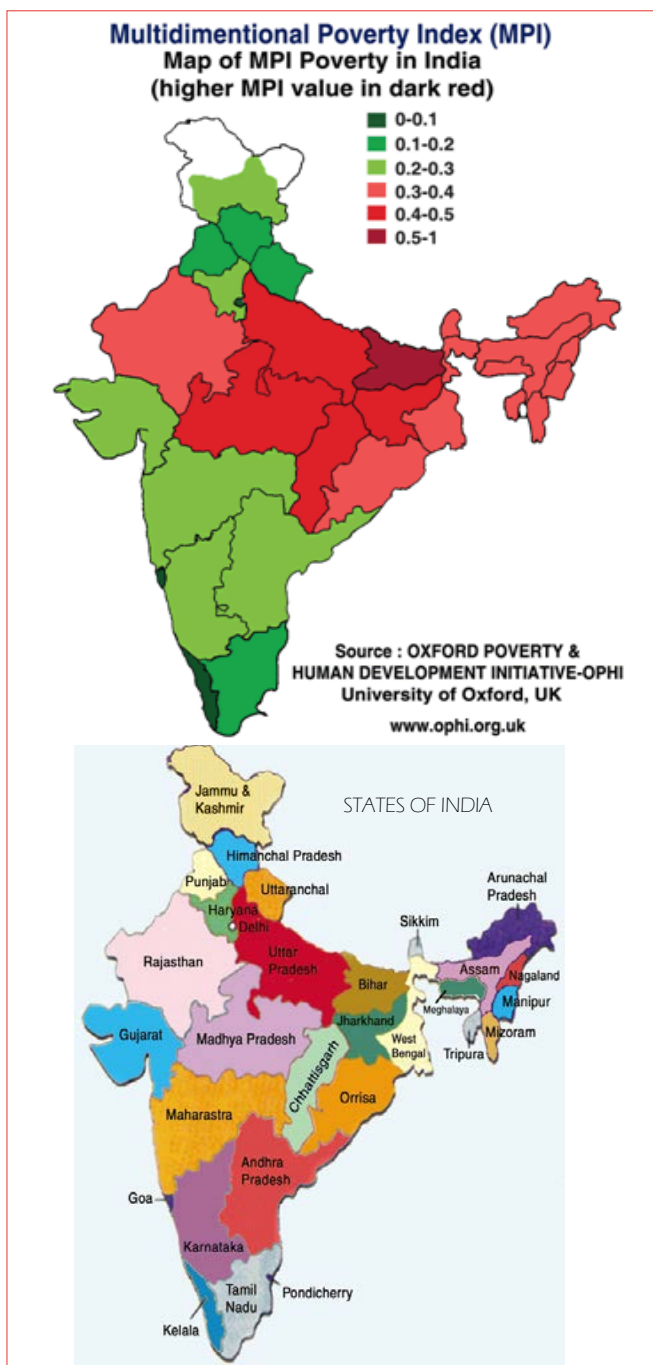 Multidimentional Poverty Index (MPI)
Map of MPI Poverty in India
(higher MPI value in dark red)
0-0.1
0.1-0.2
0.2-0.3
0.3-0.4
0.4-0.5
0.5-1
Source : OXFORD POVERTY &
HUMAN DEVELOPMENT INITIATIVE-OPHI
University of Oxford, UK
www.ophi.org.uk
STATES OF INDIA
Jammu &
Kashmir
Himanchal Pradesh
Punjab
Uttaranchal
Haryana
Delhi
Arunachal
Pradesh
Sikkim
Rajasthan
Uttar
Pradesh
Assam
Nagaland
Bihar
Meghalaya
Manipur
Gujarat
Madhya Pradesh
Jharkhand
West
Bengal
Tripura
Mizoram
Chhattisgarh
Maharastra
Orrisa
Andhra
Pradesh
Goa
Karnataka
Tamil
Nadu
Pondicherry
Kelala